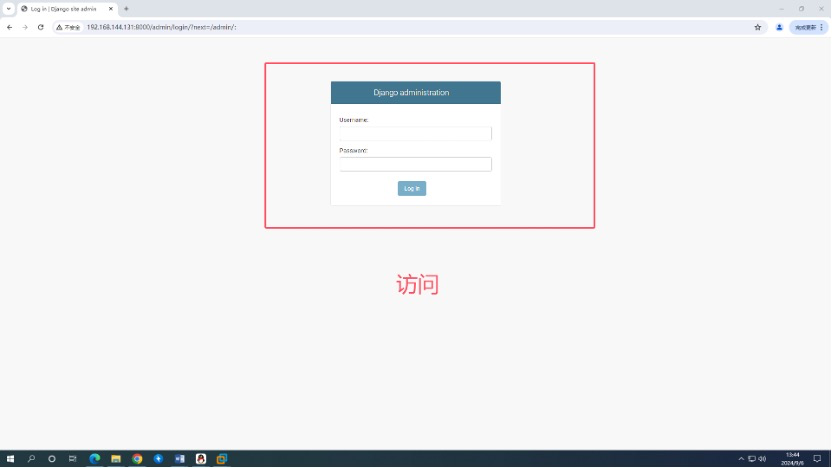 Log in | Django site admin
不安全
192.168.144.131:8000/admin/login/?next=/admin/:
完成更新
Django administration
Username:
Password:
Log in
访问
13:44
2024/9/6